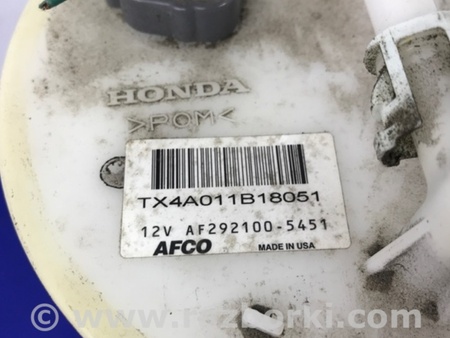 HONDA
>POM<
TX4A011B18051
12V AF292100-5451
AFCO MADE IN USA
© www.razborki.com